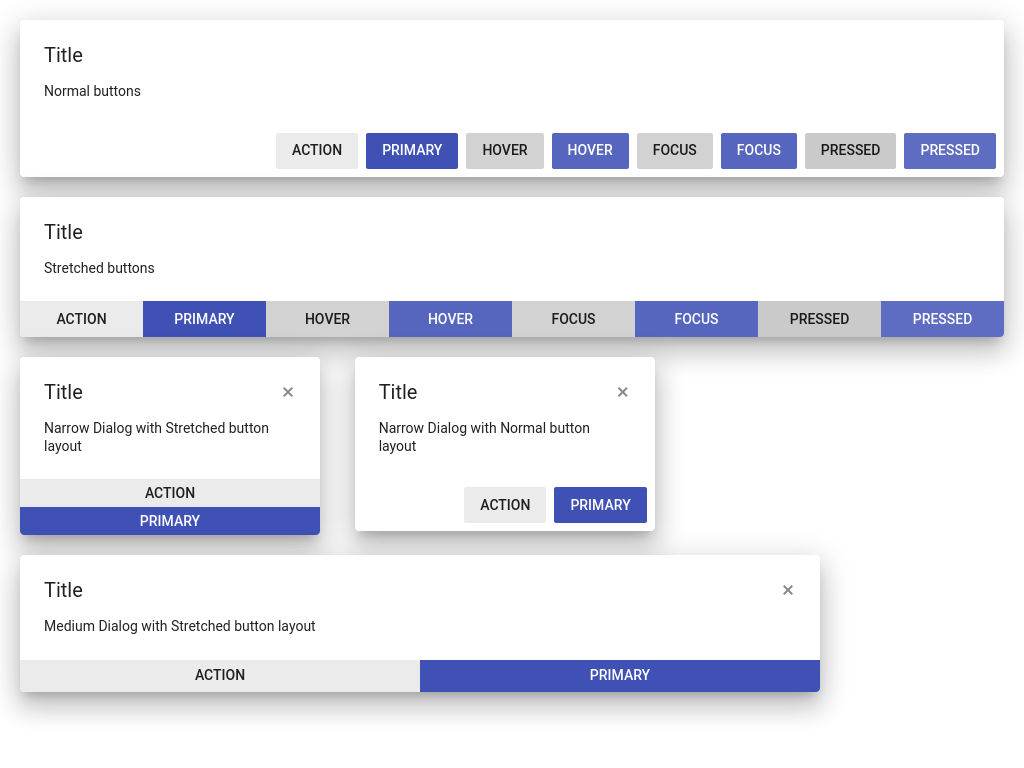 Title
Normal buttons
ACTION PRIMARY HOVER HOVER FOCUS FOCUS PRESSED PRESSED
Title
Stretched buttons
ACTION PRIMARY HOVER HOVER FOCUS FOCUS PRESSED PRESSED
Title
Narrow Dialog with Stretched button
layout
ACTION
PRIMARY
Title
Narrow Dialog with Normal button
layout
ACTION PRIMARY
Title
Medium Dialog with Stretched button layout
ACTION PRIMARY